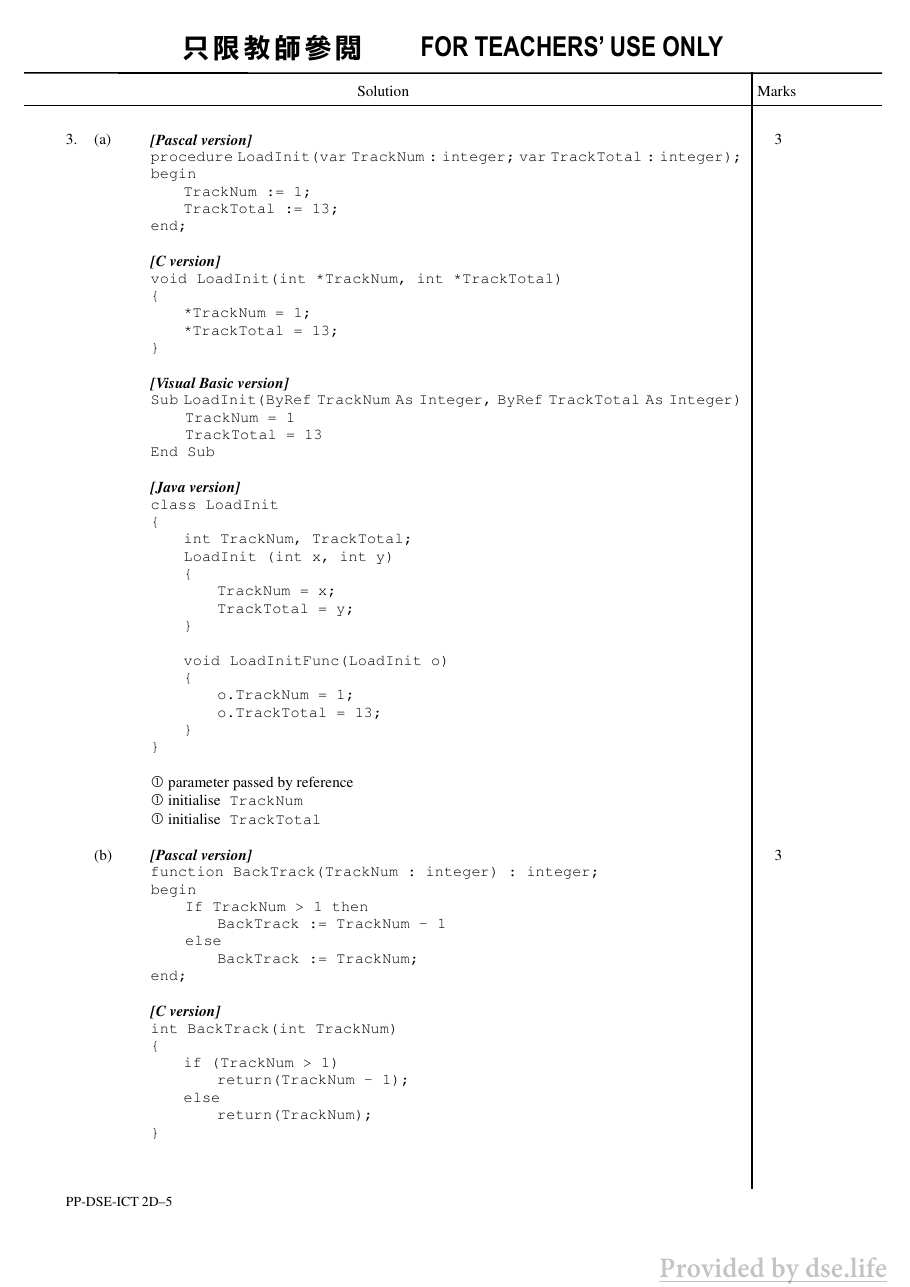 只限教師參閱 FOR TEACHERS' USE ONLY
Solution Marks
3. (a) [Pascal version] 3
procedure LoadInit(var TrackNum : integer; var TrackTotal : integer);
begin
TrackNum := 1;
TrackTotal := 13;
end;
[C version]
void LoadInit(int *TrackNum, int *TrackTotal)
{
*TrackNum = 1;
*TrackTotal = 13;
}
[Visual Basic version]
Sub LoadInit(ByRef TrackNum As Integer, ByRef TrackTotal As Integer)
TrackNum = 1
TrackTotal = 13
End Sub
[Java version]
class LoadInit
{
int TrackNum, TrackTotal;
LoadInit (int x, int y)
{
TrackNum = x;
TrackTotal = y;
}
void LoadInitFunc(LoadInit o)
{
o.TrackNum = 1;
o.TrackTotal = 13;
}
}
① parameter passed by reference
① initialise TrackNum
① initialise TrackTotal
(b) [Pascal version] 3
function BackTrack(TrackNum : integer) : integer;
begin
If TrackNum > 1 then
BackTrack := TrackNum – 1
else
BackTrack := TrackNum;
end;
[C version]
int BackTrack(int TrackNum)
{
if (TrackNum > 1)
return(TrackNum – 1);
else
return(TrackNum);
}
PP-DSE-ICT 2D–5
Provided by dse.life